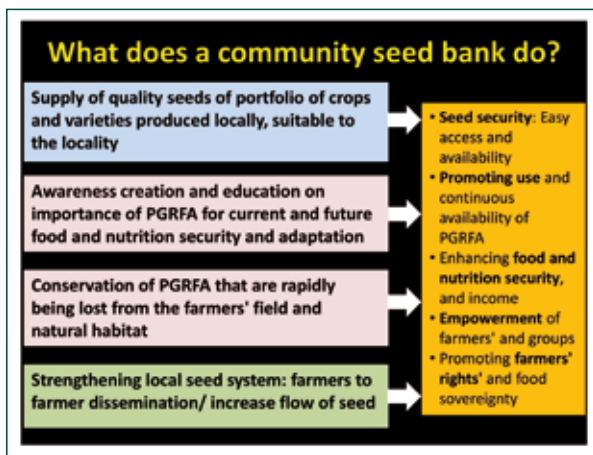 What does a community seed bank do?
Supply of quality seeds of portfolio of crops
and varieties produced locally, suitable to
the locality
Awareness creation and education on
importance of PGRFA for current and future
food and nutrition security and adaptation
Conservation of PGRFA that are rapidly
being lost from the farmers' field and
natural habitat
Strengthening local seed system: farmers to
farmer dissemination/ increase flow of seed
• Seed security: Easy
access and
availability
• Promoting use and
continuous
availability of
PGRFA
• Enhancing food and
nutrition security,
and income
• Empowerment of
farmers' and groups
• Promoting farmers'
rights' and food
sovereignty